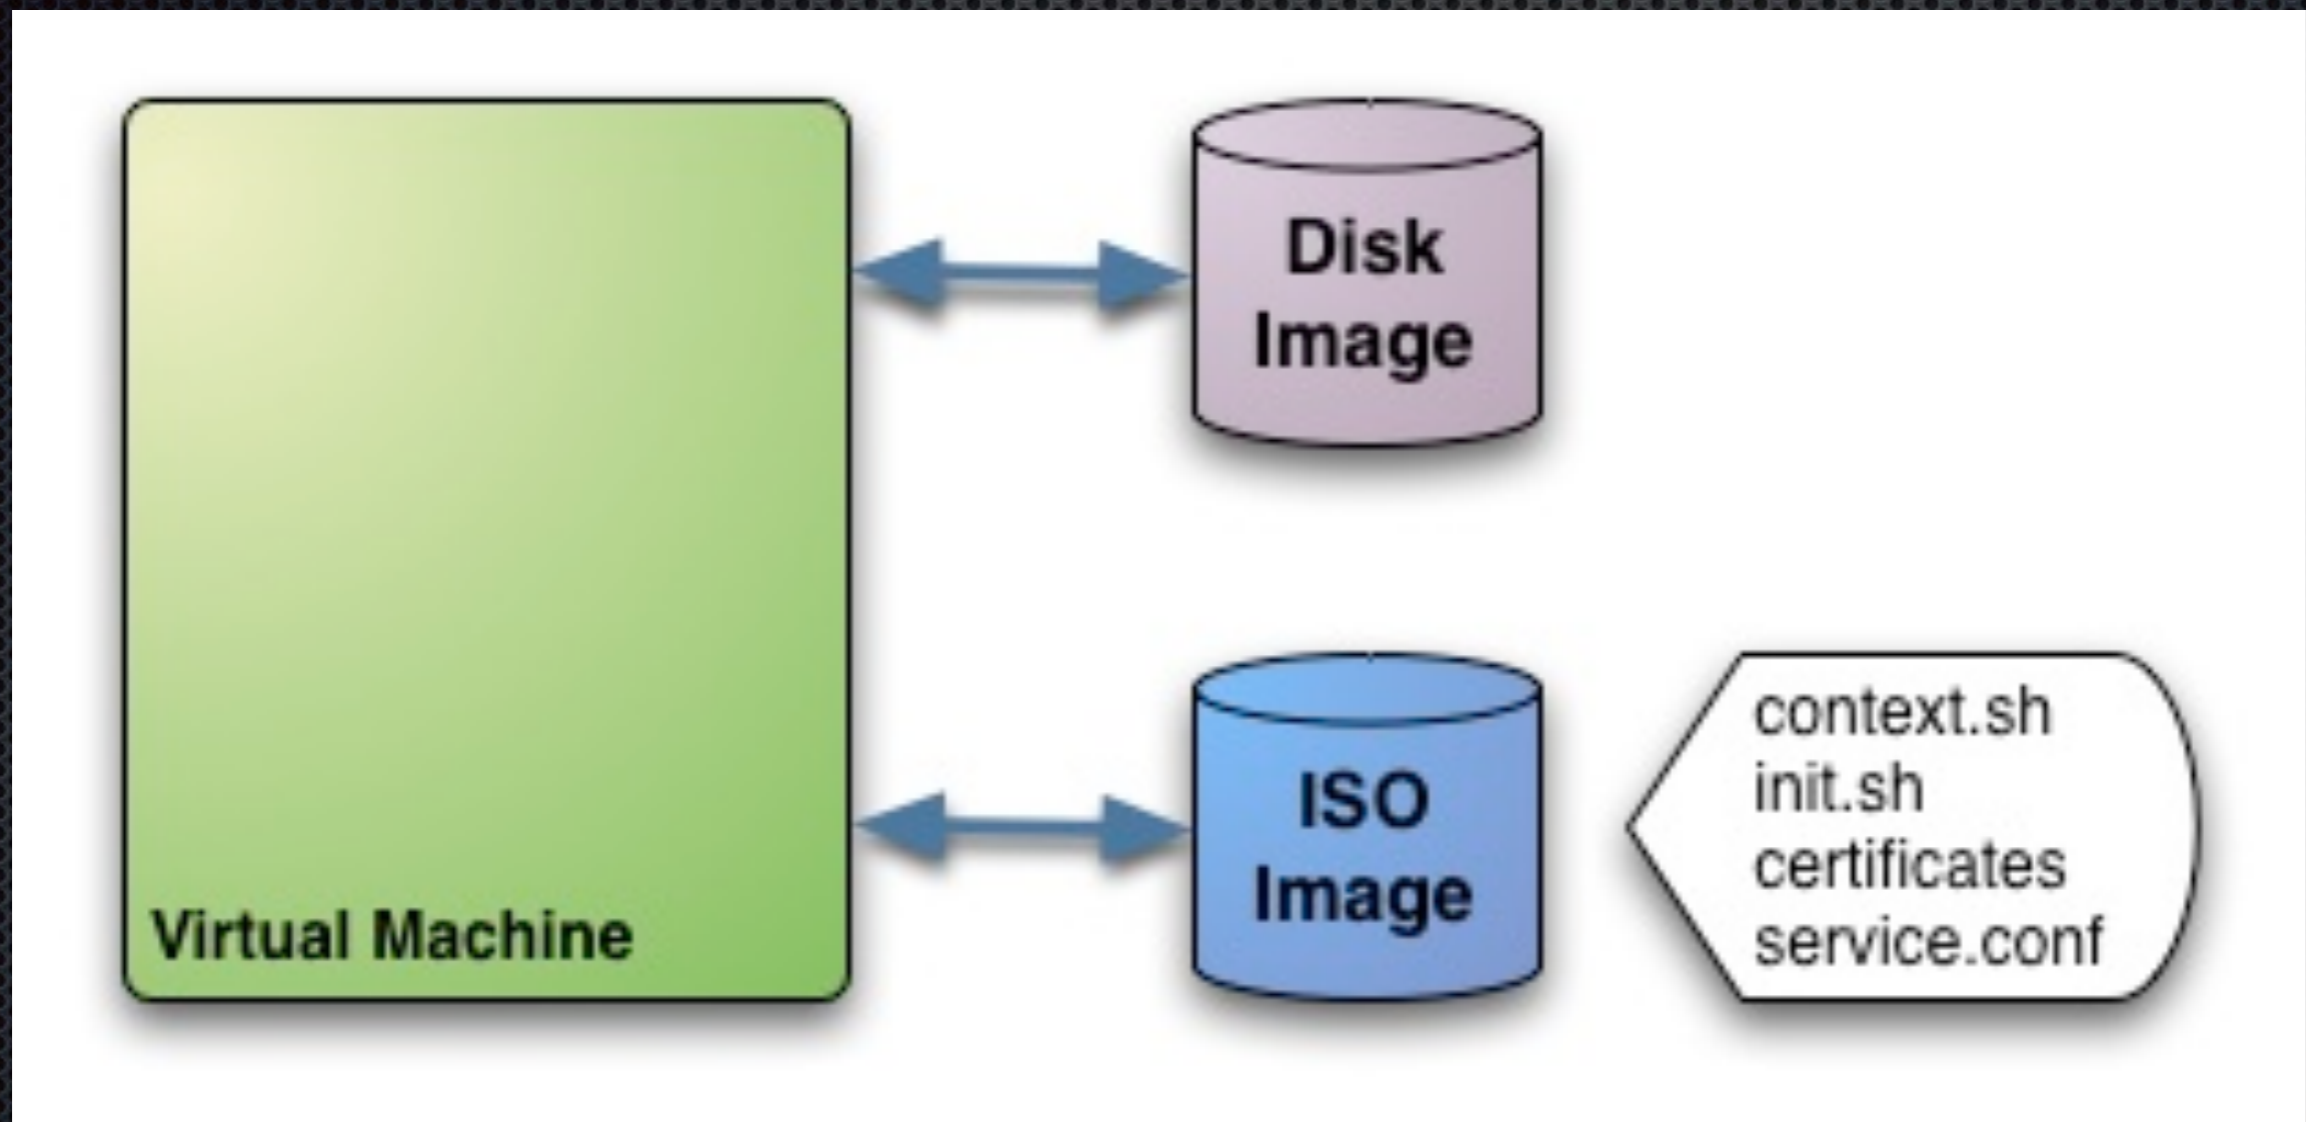 Disk
Image
Virtual Machine
ISO
Image
context.sh
init.sh
certificates
service.conf